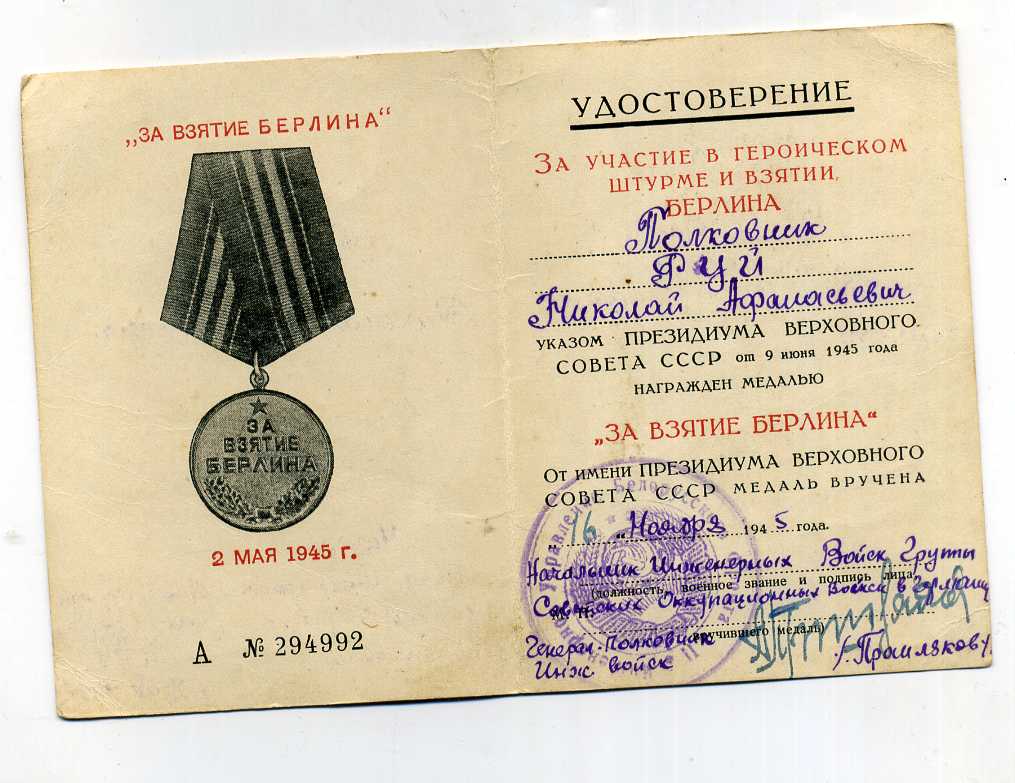 „ЗА ВЗЯТИЕ БЕРЛИНА“
ЗА
ВЗЯТИЕ
БЕРЛИНА
2 МАЯ 1945 г.
А № 294992
УДОСТОВЕРЕНИЕ
ЗА УЧАСТИЕ В ГЕРОИЧЕСКОМ
ШТУРМЕ И ВЗЯТИИ
БЕРЛИНА
Полковник
РУЙ
Николай Афанасьевич
УКАЗОМ ПРЕЗИДИУМА ВЕРХОВНОГО
СОВЕТА СССР от 9 июня 1945 года
НАГРАЖДЕН МЕДАЛЬЮ
„ЗА ВЗЯТИЕ БЕРЛИНА“
От имени ПРЕЗИДИУМА ВЕРХОВНОГО
СОВЕТА СССР МЕДАЛЬ ВРУЧЕНА
„16“ Ноября 1945 года.
Начальник Инженерных Войск Группы
(должность, военное звание и подпись лица,
Советских Оккупационных Войск в Германии
М. П.
вручившего медаль)
Генерал-Полковник
Инж войск
/Прошляков/